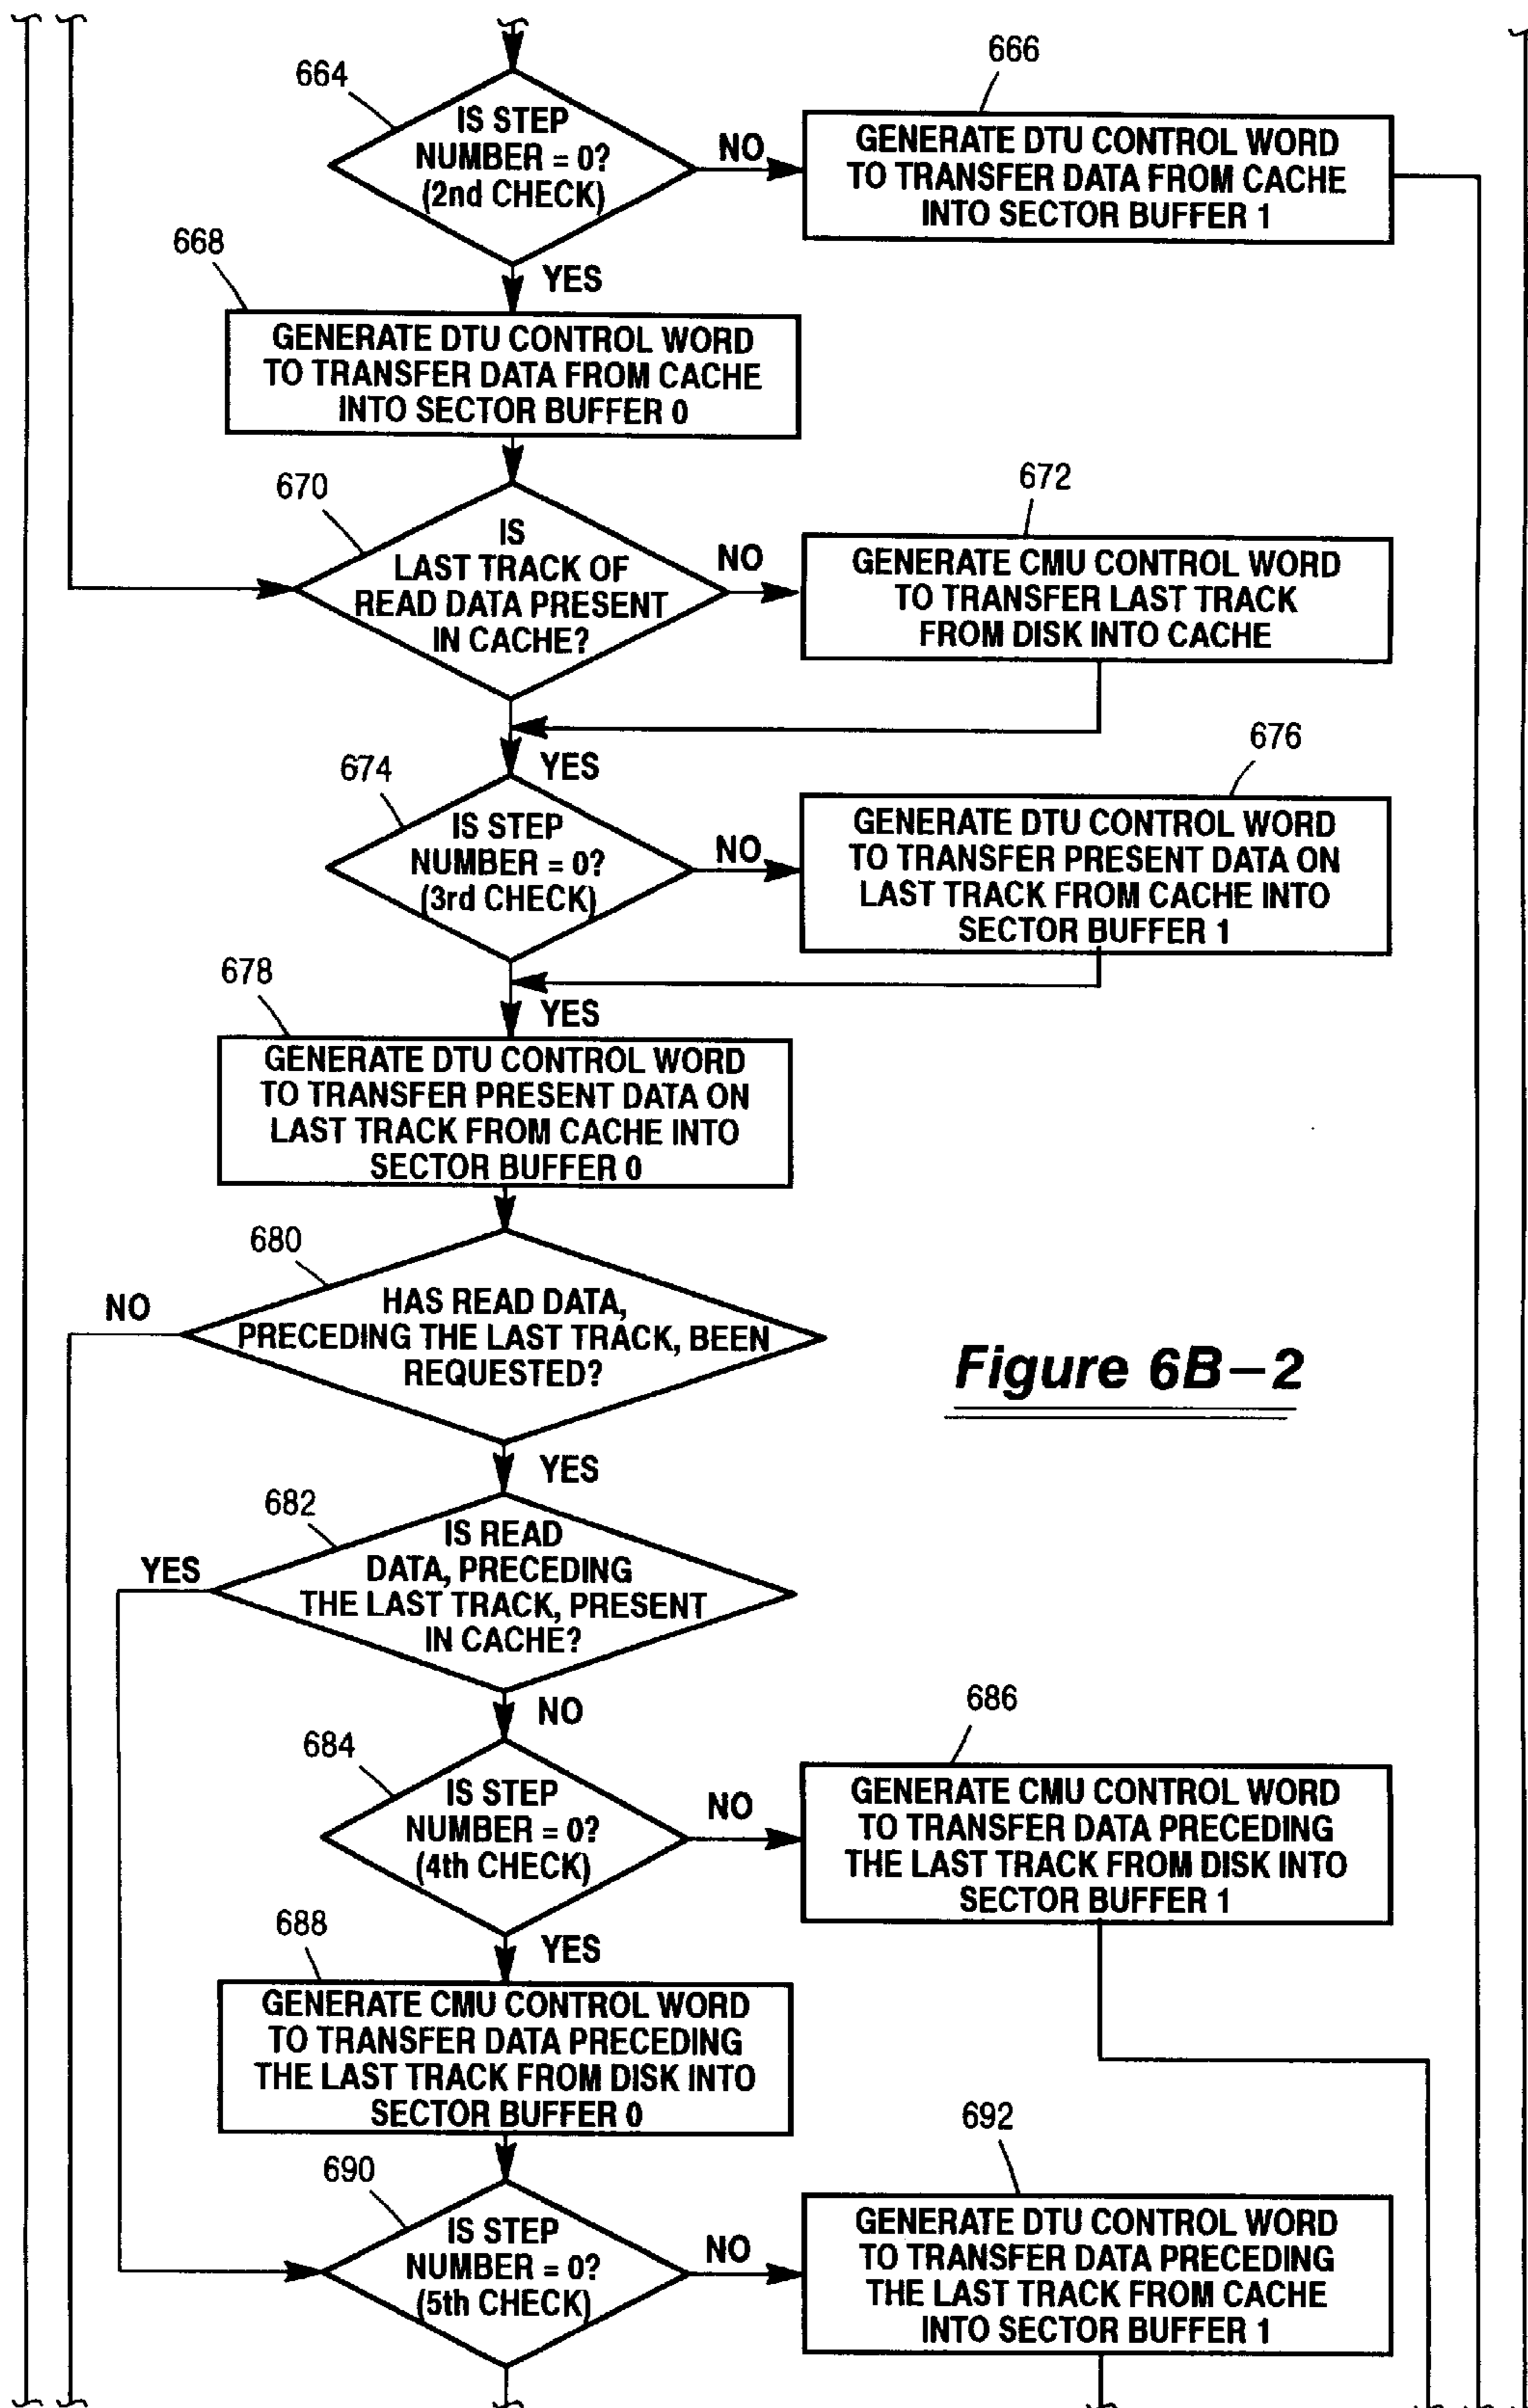 664
IS STEP
NUMBER = 0?
(2nd CHECK)
NO
666
GENERATE DTU CONTROL WORD
TO TRANSFER DATA FROM CACHE
INTO SECTOR BUFFER 1
YES
668
GENERATE DTU CONTROL WORD
TO TRANSFER DATA FROM CACHE
INTO SECTOR BUFFER 0
670
IS
LAST TRACK OF
READ DATA PRESENT
IN CACHE?
NO
672
GENERATE CMU CONTROL WORD
TO TRANSFER LAST TRACK
FROM DISK INTO CACHE
YES
674
IS STEP
NUMBER = 0?
(3rd CHECK)
NO
676
GENERATE DTU CONTROL WORD
TO TRANSFER PRESENT DATA ON
LAST TRACK FROM CACHE INTO
SECTOR BUFFER 1
YES
678
GENERATE DTU CONTROL WORD
TO TRANSFER PRESENT DATA ON
LAST TRACK FROM CACHE INTO
SECTOR BUFFER 0
680
NO
HAS READ DATA,
PRECEDING THE LAST TRACK, BEEN
REQUESTED?
Figure 6B-2
YES
682
YES
IS READ
DATA, PRECEDING
THE LAST TRACK, PRESENT
IN CACHE?
NO
684
IS STEP
NUMBER = 0?
(4th CHECK)
NO
686
GENERATE CMU CONTROL WORD
TO TRANSFER DATA PRECEDING
THE LAST TRACK FROM DISK INTO
SECTOR BUFFER 1
YES
688
GENERATE CMU CONTROL WORD
TO TRANSFER DATA PRECEDING
THE LAST TRACK FROM DISK INTO
SECTOR BUFFER 0
690
IS STEP
NUMBER = 0?
(5th CHECK)
NO
692
GENERATE DTU CONTROL WORD
TO TRANSFER DATA PRECEDING
THE LAST TRACK FROM CACHE
INTO SECTOR BUFFER 1